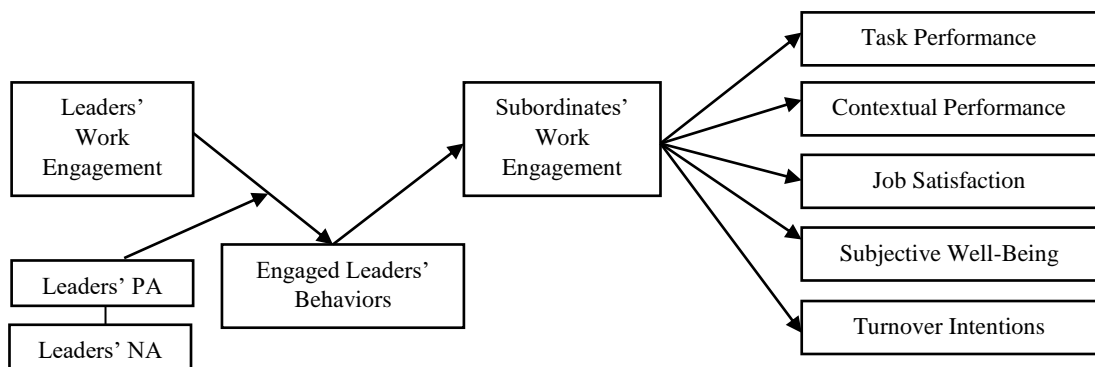 Leaders’
Work
Engagement
Leaders’ PA
Leaders’ NA
Engaged Leaders’
Behaviors
Subordinates’
Work
Engagement
Task Performance
Contextual Performance
Job Satisfaction
Subjective Well-Being
Turnover Intentions